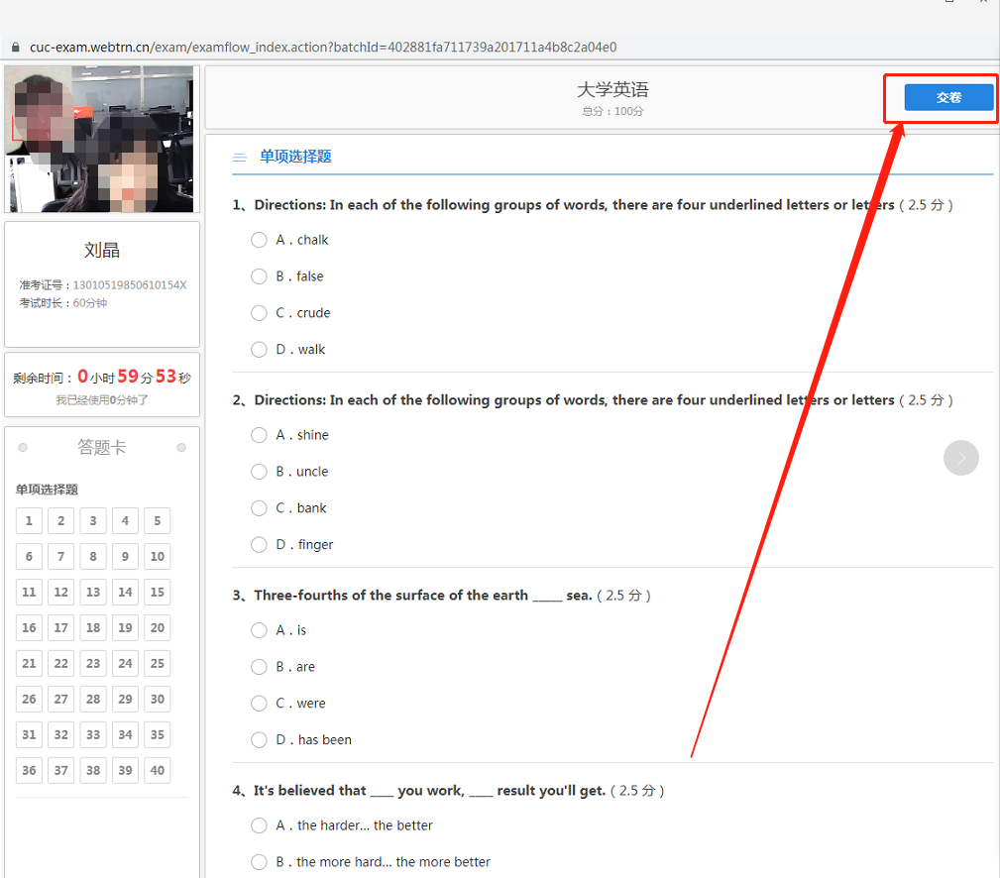 cuc-exam.webtrn.cn/exam/examflow_index.action?batchId=402881fa711739a201711a4b8c2a04e0
大学英语
总分：100分
交卷
刘晶
准考证号：13010519850610154X
考试时长：60分钟
剩余时间：0小时59分53秒
我已经使用0分钟了
答题卡
单项选择题
1 2 3 4 5
6 7 8 9 10
11 12 13 14 15
16 17 18 19 20
21 22 23 24 25
26 27 28 29 30
31 32 33 34 35
36 37 38 39 40
单项选择题
1、Directions: In each of the following groups of words, there are four underlined letters or letters ( 2.5 分 )
A . chalk
B . false
C . crude
D . walk
2、Directions: In each of the following groups of words, there are four underlined letters or letters ( 2.5 分 )
A . shine
B . uncle
C . bank
D . finger
3、Three-fourths of the surface of the earth _____ sea. ( 2.5 分 )
A . is
B . are
C . were
D . has been
4、It's believed that ____ you work, ____ result you'll get. ( 2.5 分 )
A . the harder... the better
B . the more hard... the more better